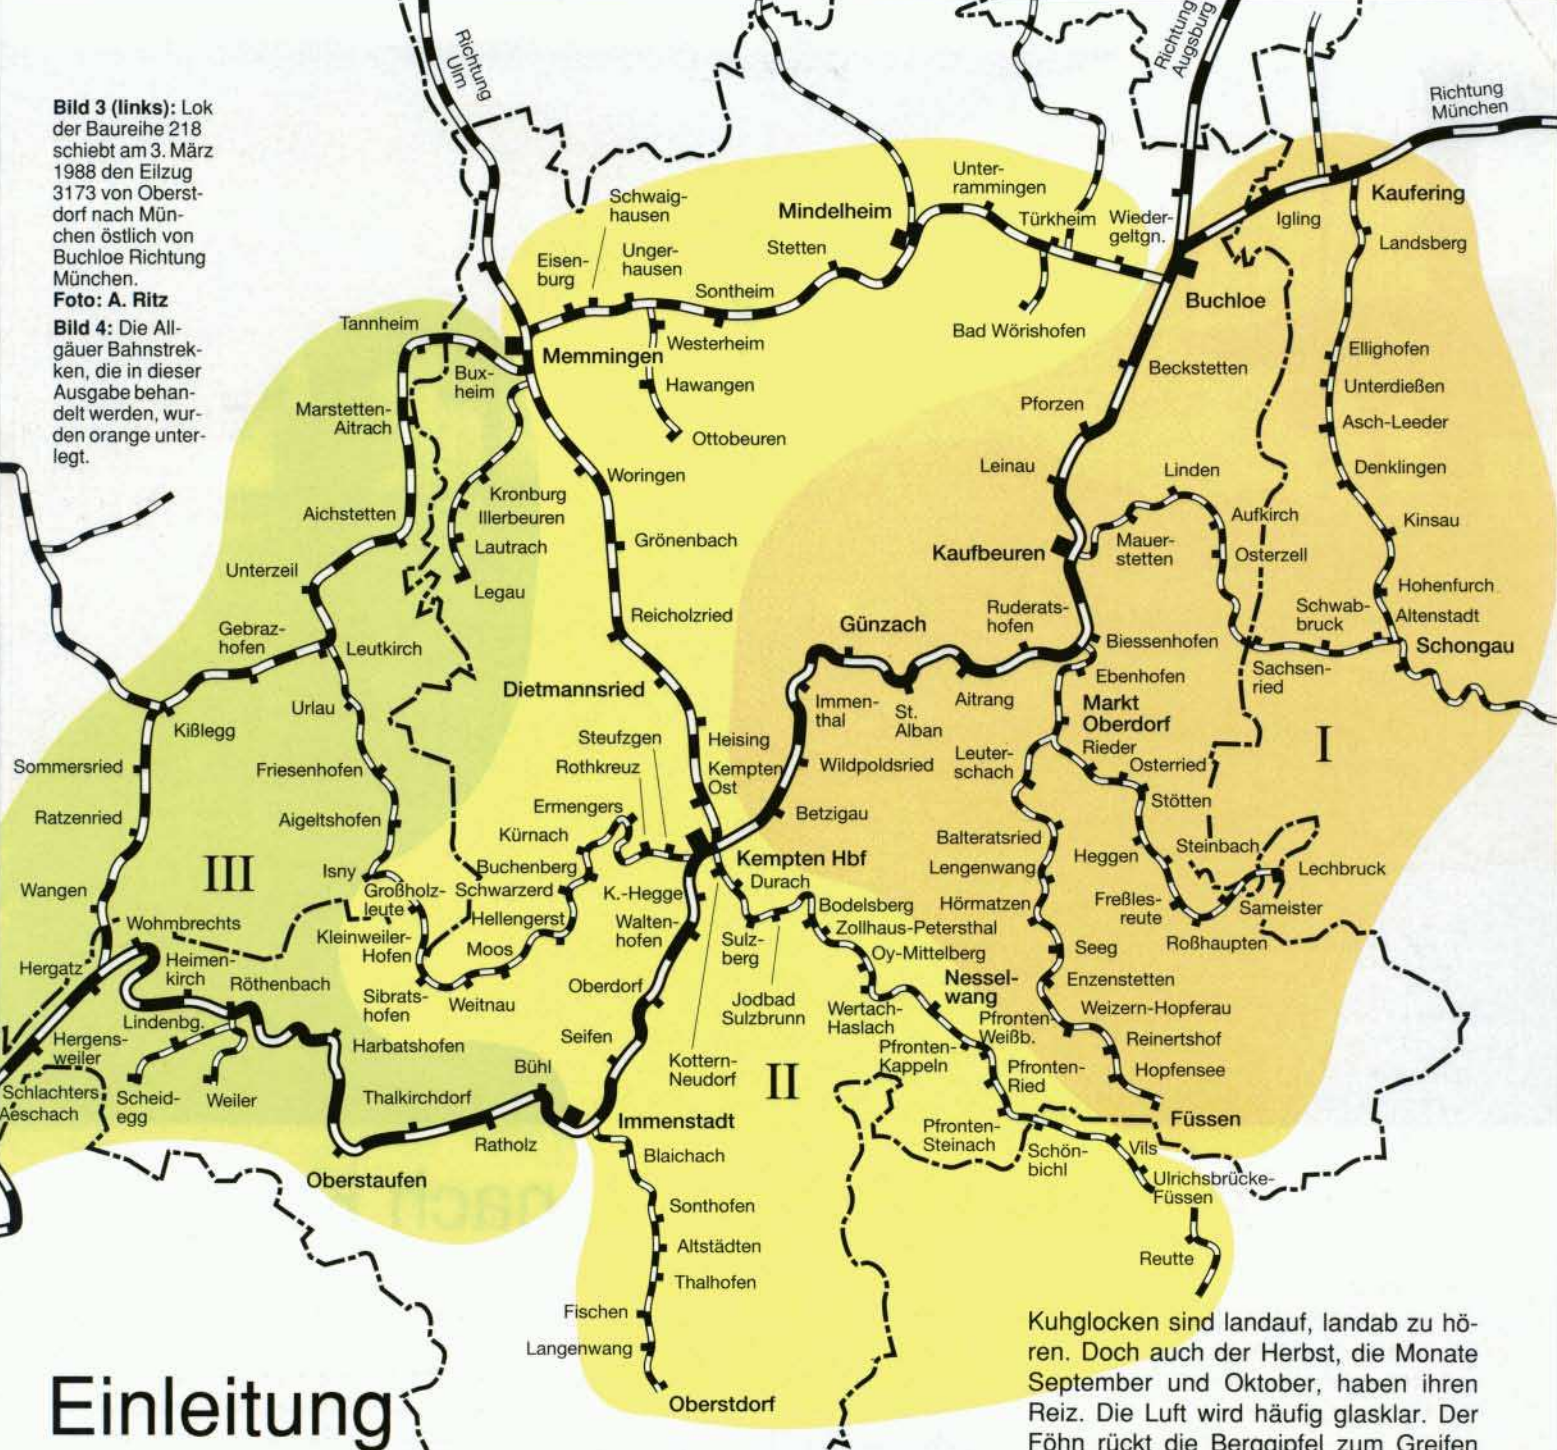 Bild 3 (links): Lok
der Baureihe 218
schiebt am 3. März
1988 den Eilzug
3173 von Oberst-
dorf nach Mün-
chen östlich von
Buchloe Richtung
München.
Foto: A. Ritz
Bild 4: Die All-
gäuer Bahnstrek-
ken, die in dieser
Ausgabe behan-
delt werden, wur-
den orange unter-
legt.
Richtung
Ulm
Richtung
Augsburg
Richtung
München
Schwaig-
hausen
Unger-
hausen
Eisen-
burg
Mindelheim
Stetten
Sontheim
Unter-
rammingen
Türkheim
Wieder-
geltgn.
Bad Wörishofen
Buchloe
Igling
Kaufering
Landsberg
Tannheim
Bux-
heim
Memmingen
Westerheim
Hawangen
Ottobeuren
Marstetten-
Aitrach
Aichstetten
Woringen
Kronburg
Illerbeuren
Lautrach
Legau
Grönenbach
Reicholzried
Dietmannsried
Unterzeil
Gebraz-
hofen
Leutkirch
Urlau
Kißlegg
Sommersried
Ratzenried
Wangen
Friesenhofen
Aigeltshofen
Isny
III
Beckstetten
Pforzen
Leinau
Kaufbeuren
Linden
Mauer-
stetten
Aufkirch
Osterzell
Ellighofen
Unterdießen
Asch-Leeder
Denklingen
Kinsau
Hohenfurch
Altenstadt
Schwab-
bruck
Schongau
Sachsen-
ried
Günzach
Ruderats-
hofen
Biessenhofen
Ebenhofen
Immen-
thal
St.
Alban
Aitrang
Markt
Oberdorf
Wildpoldsried
Betzigau
Steufzgen
Rothkreuz
Heising
Kempten
Ost
Ermengers
Kürnach
Buchenberg
Schwarzerd
Hellengerst
Moos
Großholz-
leute
Kleinweiler-
Hofen
Sibrats-
hofen
Weitnau
K.-Hegge
Walten-
hofen
Oberdorf
Seifen
Kempten Hbf
Durach
Bodelsberg
Zollhaus-Petersthal
Sulz-
berg
Oy-Mittelberg
Jodbad
Sulzbrunn
Kottern-
Neudorf
Wertach-
Haslach
Nessel-
wang
Pfronten-
Weißb.
Pfronten-
Kappeln
Pfronten-
Ried
Pfronten-
Steinach
Schön-
bichl
Vils
Ulrichsbrücke-
Füssen
Reutte
II
Leuter-
schach
Rieder
Osterried
Stötten
Balteratsried
Lengenwang
Heggen
Steinbach
Lechbruck
Hörmatzen
Freßles-
reute
Sameister
Roßhaupten
Seeg
Enzenstetten
Weizern-Hopferau
Reinertshof
Hopfensee
Füssen
I
Wohmbrechts
Hergatz
Heimen-
kirch
Röthenbach
Lindenbg.
Hergens-
weiler
Schlachters
Aeschach
Scheid-
egg
Weiler
Harbatshofen
Oberstaufen
Thalkirchdorf
Ratholz
Bühl
Immenstadt
Blaichach
Sonthofen
Altstädten
Thalhofen
Fischen
Langenwang
Oberstdorf
Einleitung
Kuhglocken sind landauf, landab zu hö-
ren. Doch auch der Herbst, die Monate
September und Oktober, haben ihren
Reiz. Die Luft wird häufig glasklar. Der
Föhn rückt die Berggipfel zum Greifen